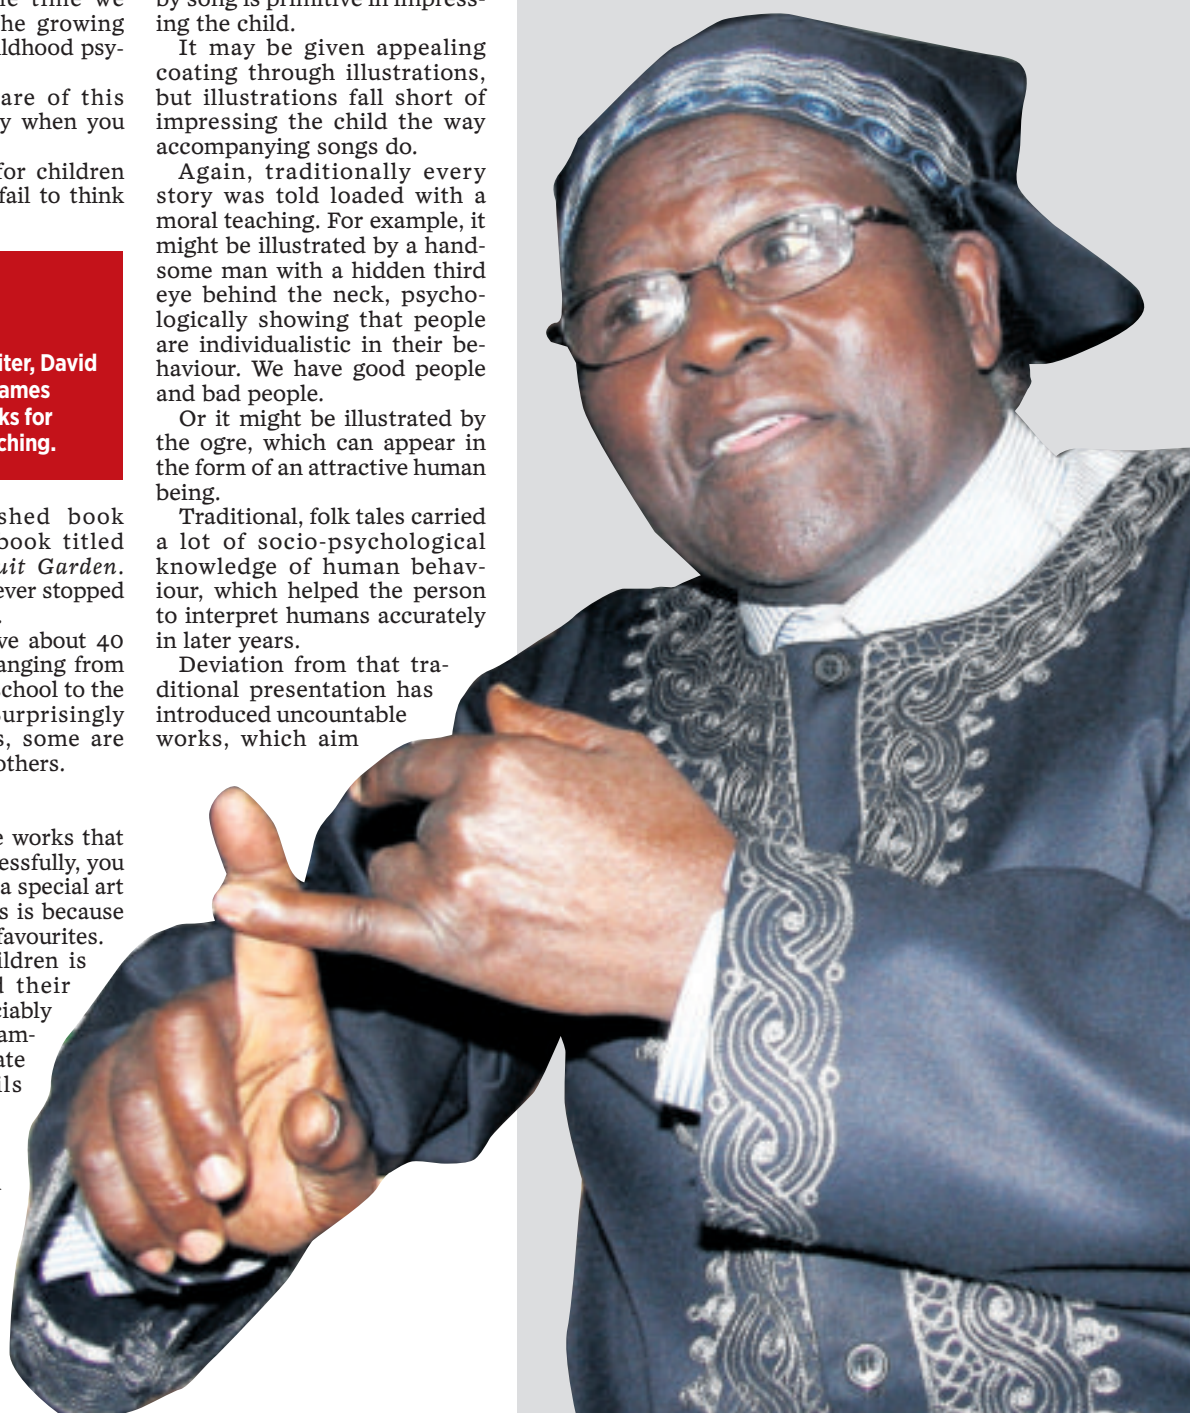 he growing
ldhood psy-
are of this
y when you
for children
fail to think
iter, David
ames
ks for
ching.
shed book
book titled
uit Garden.
ever stopped
ve about 40
anging from
school to the
Surprisingly
s, some are
others.
e works that
essfully, you
a special art
s is because
favourites.
ildren is
d their
ciably
am-
ate
ils
by song is primitive in impress-
ing the child.
It may be given appealing
coating through illustrations,
but illustrations fall short of
impressing the child the way
accompanying songs do.
Again, traditionally every
story was told loaded with a
moral teaching. For example, it
might be illustrated by a hand-
some man with a hidden third
eye behind the neck, psycho-
logically showing that people
are individualistic in their be-
haviour. We have good people
and bad people.
Or it might be illustrated by
the ogre, which can appear in
the form of an attractive human
being.
Traditional, folk tales carried
a lot of socio-psychological
knowledge of human behav-
iour, which helped the person
to interpret humans accurately
in later years.
Deviation from that tra-
ditional presentation has
introduced uncountable
works, which aim